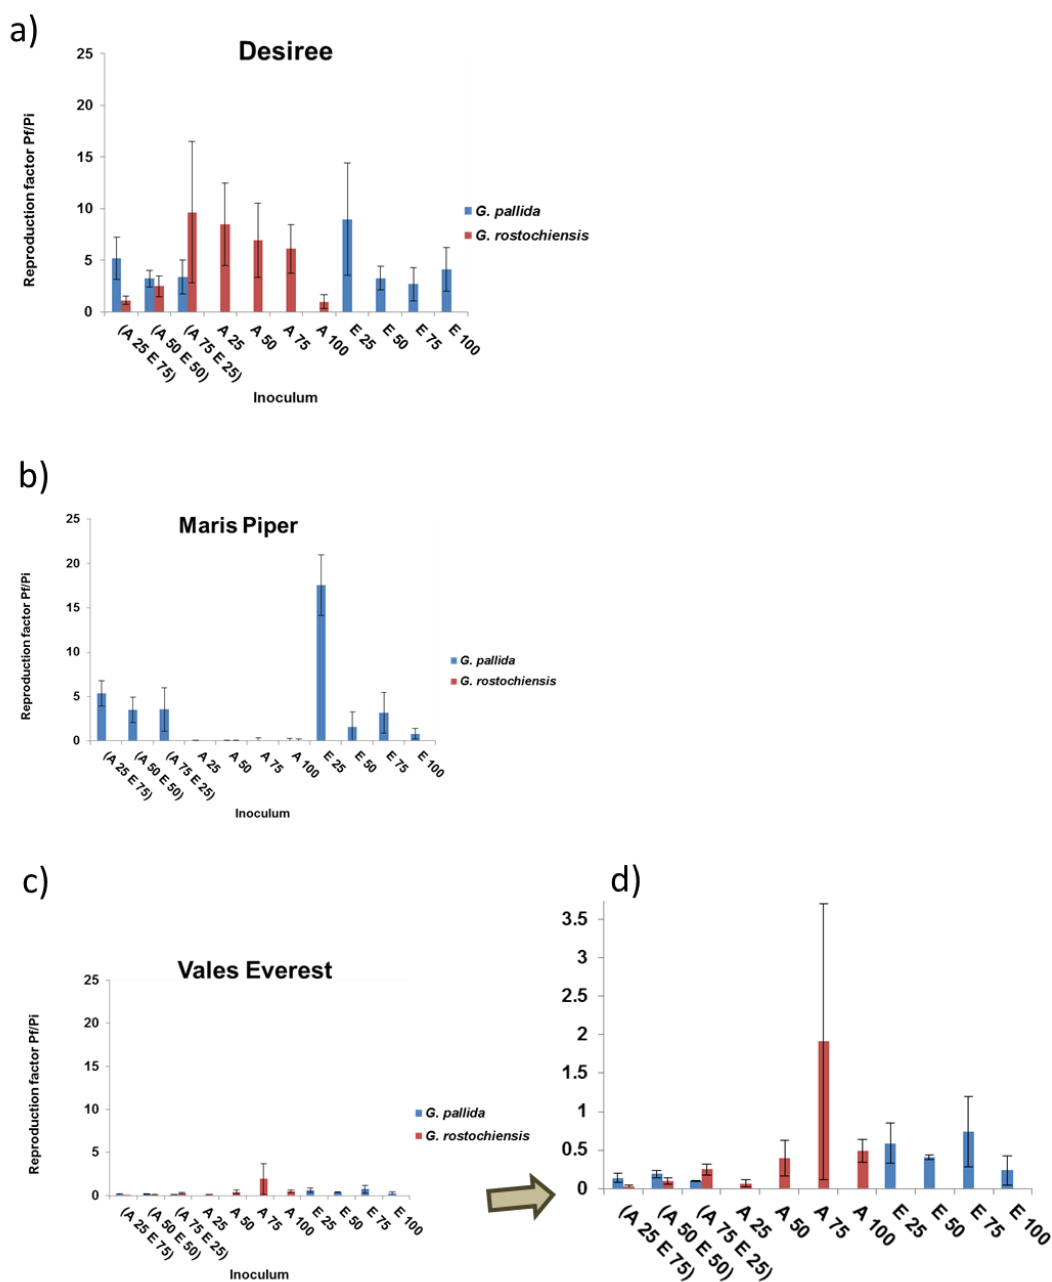 a)
Desiree
25
20
15
10
5
0
Reproduction factor Pf/Pi
G. pallida
G. rostochiensis
(A 25 E 75)
(A 50 E 50)
(A 75 E 25)
A 25
A 50
A 75
A 100
E 25
E 50
E 75
E 100
Inoculum
b)
Maris Piper
25
20
15
10
5
0
Reproduction factor Pf/Pi
G. pallida
G. rostochiensis
(A 25 E 75)
(A 50 E 50)
(A 75 E 25)
A 25
A 50
A 75
A 100
E 25
E 50
E 75
E 100
Inoculum
c)
Vales Everest
25
20
15
10
5
0
Reproduction factor Pf/Pi
G. pallida
G. rostochiensis
(A 25 E 75)
(A 50 E 50)
(A 75 E 25)
A 25
A 50
A 75
A 100
E 25
E 50
E 75
E 100
Inoculum
d)
3.5
3
2.5
2
1.5
1
0.5
0
(A 25 E 75)
(A 50 E 50)
(A 75 E 25)
A 25
A 50
A 75
A 100
E 25
E 50
E 75
E 100